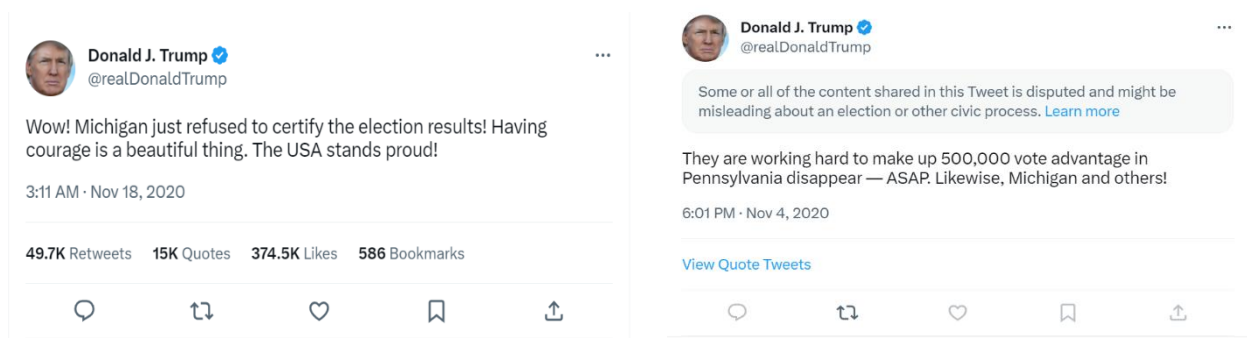 Donald J. Trump
@realDonaldTrump
Wow! Michigan just refused to certify the election results! Having
courage is a beautiful thing. The USA stands proud!
3:11 AM · Nov 18, 2020
49.7K Retweets 15K Quotes 374.5K Likes 586 Bookmarks
Donald J. Trump
@realDonaldTrump
Some or all of the content shared in this Tweet is disputed and might be
misleading about an election or other civic process. Learn more
They are working hard to make up 500,000 vote advantage in
Pennsylvania disappear — ASAP. Likewise, Michigan and others!
6:01 PM · Nov 4, 2020
View Quote Tweets